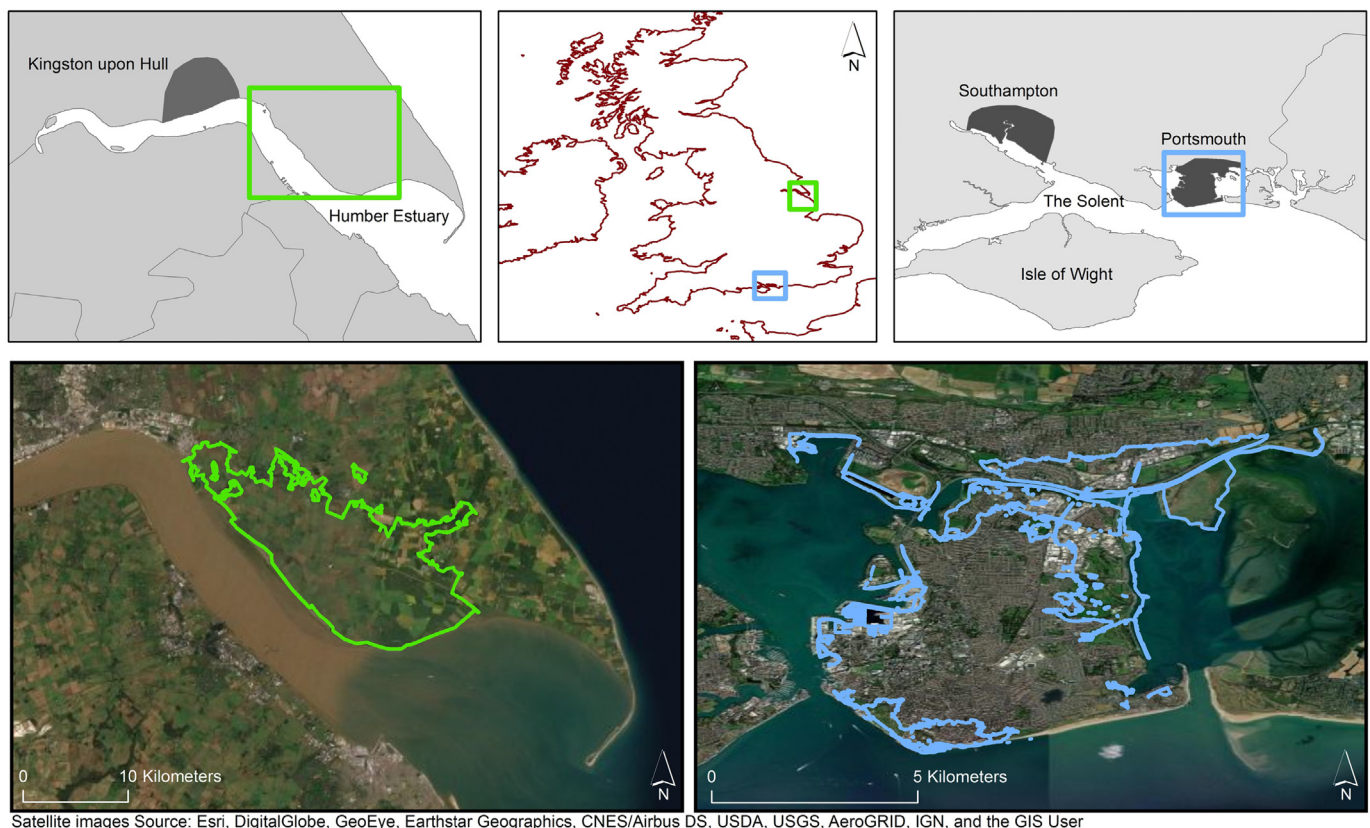 Kingston upon Hull
Humber Estuary
N
Southampton
Portsmouth
The Solent
Isle of Wight
0 10 Kilometers
N
0 5 Kilometers
N
Satellite images Source: Esri, DigitalGlobe, GeoEye, Earthstar Geographics, CNES/Airbus DS, USDA, USGS, AeroGRID, IGN, and the GIS User